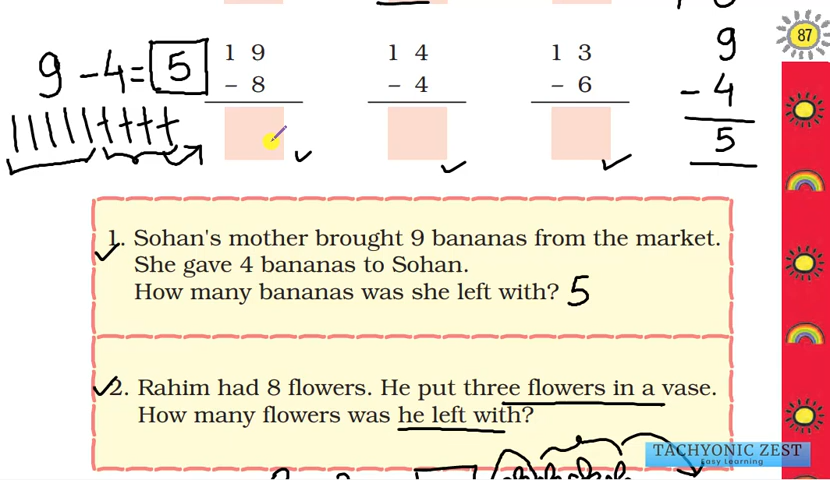 87
9 - 4 = 5
1 9
- 8
1 4
- 4
1 3
- 6
9
- 4
5
1. Sohan's mother brought 9 bananas from the market.
She gave 4 bananas to Sohan.
How many bananas was she left with? 5
2. Rahim had 8 flowers. He put three flowers in a vase.
How many flowers was he left with?
TACHYONIC ZEST
Easy Learning